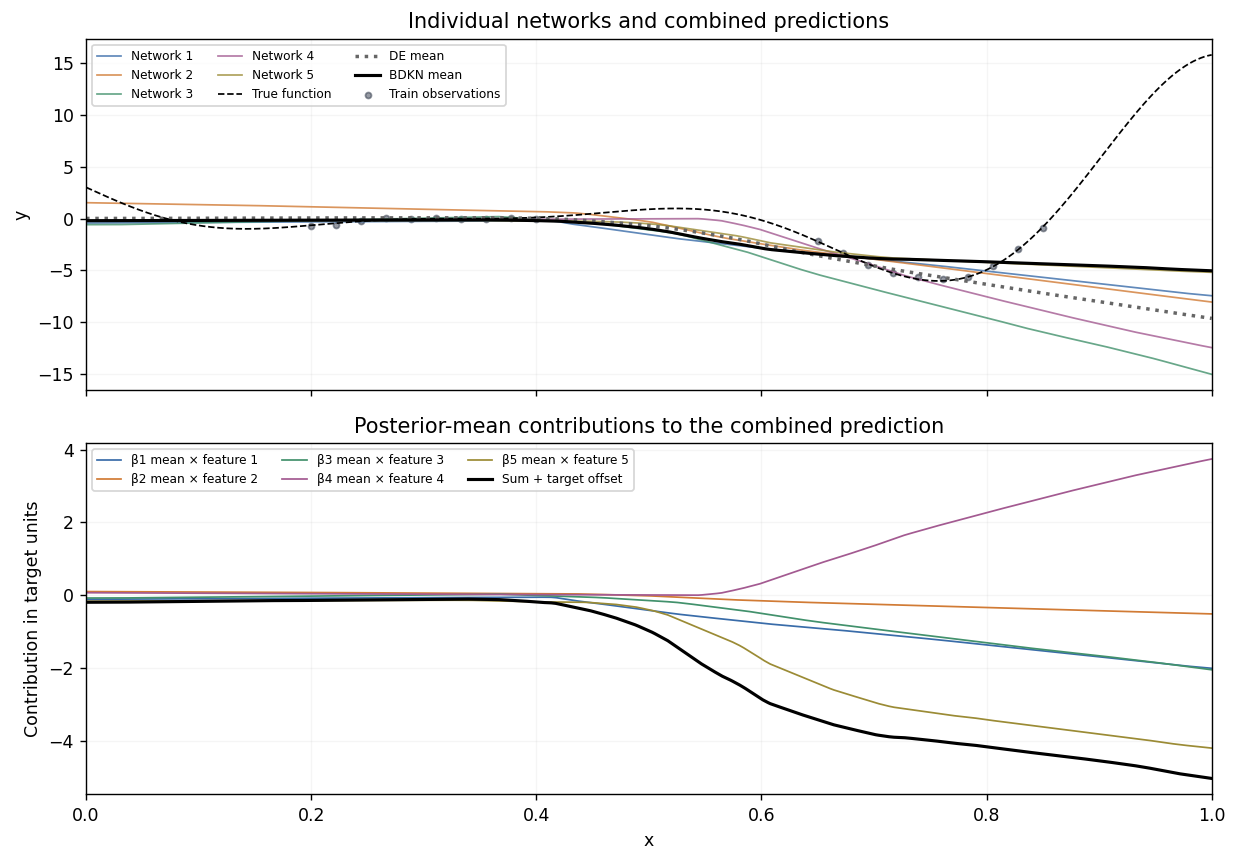 Individual networks and combined predictions
Network 1
Network 2
Network 3
Network 4
Network 5
True function
DE mean
BDKN mean
Train observations
y
15
10
5
0
−5
−10
−15
Posterior-mean contributions to the combined prediction
β1 mean × feature 1
β2 mean × feature 2
β3 mean × feature 3
β4 mean × feature 4
β5 mean × feature 5
Sum + target offset
Contribution in target units
4
2
0
−2
−4
0.0
0.2
0.4
0.6
0.8
1.0
x